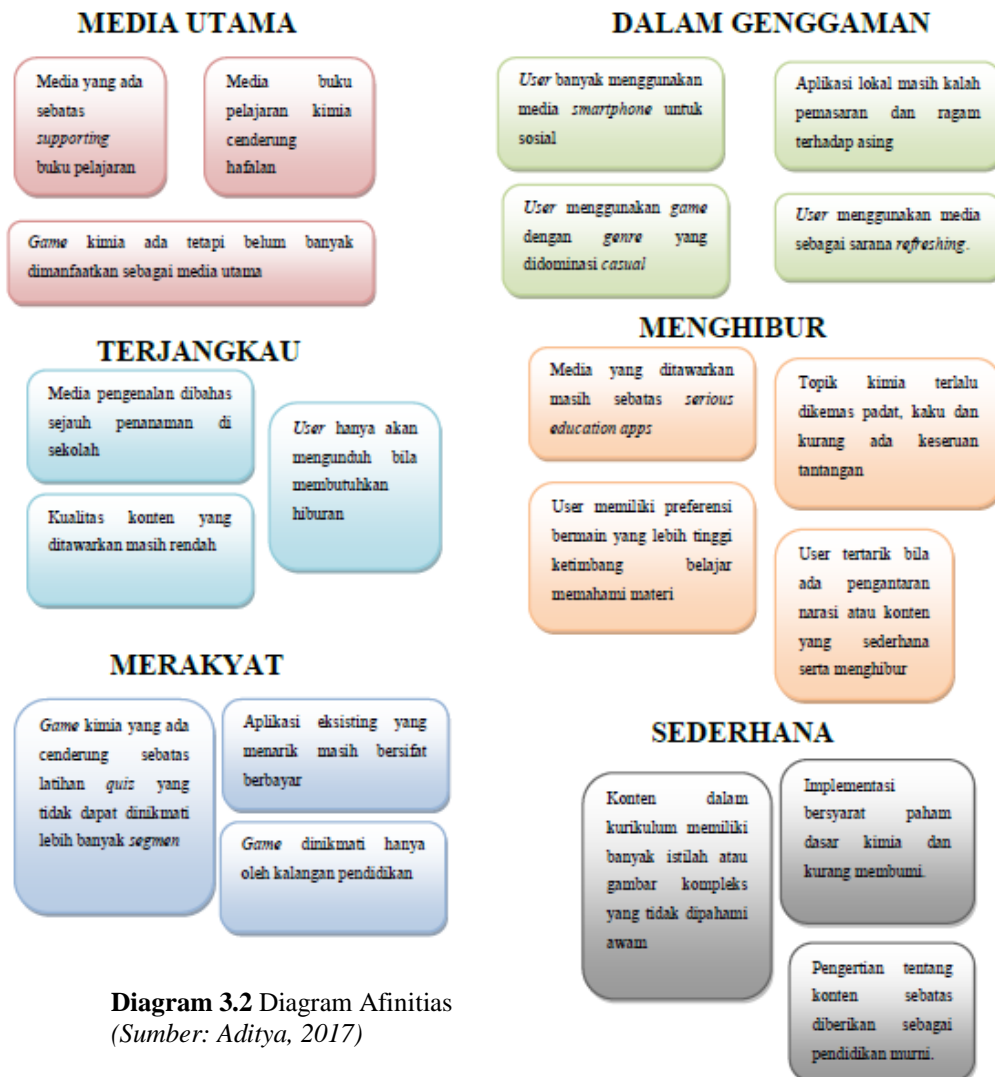 MEDIA UTAMA
Media yang ada
sebatas
supporting
buku pelajaran
Media buku
pelajaran kimia
cenderung
hafalan
Game kimia ada tetapi belum banyak
dimanfaatkan sebagai media utama
DALAM GENGGAMAN
User banyak menggunakan
media smartphone untuk
sosial
Aplikasi lokal masih kalah
pemasaran dan ragam
terhadap asing
User menggunakan game
dengan genre yang
didominasi casual
User menggunakan media
sebagai sarana refreshing.
TERJANGKAU
Media pengenalan dibahas
sejauh penanaman di
sekolah
User hanya akan
mengunduh bila
membutuhkan
hiburan
Kualitas konten yang
ditawarkan masih rendah
MENGHIBUR
Media yang ditawarkan
masih sebatas serious
education apps
Topik kimia terlalu
dikemas padat, kaku dan
kurang ada keseruan
tantangan
User memiliki preferensi
bermain yang lebih tinggi
ketimbang belajar
memahami materi
User tertarik bila
ada pengantaran
narasi atau konten
yang sederhana
serta menghibur
MERAKYAT
Game kimia yang ada
cenderung sebatas
latihan quis yang
tidak dapat dinikmati
lebih banyak segmen
Aplikasi eksisting yang
menarik masih bersifat
berbayar
Game dinikmati hanya
oleh kalangan pendidikan
SEDERHANA
Konten dalam
kurikulum memiliki
banyak istilah atau
gambar kompleks
yang tidak dipahami
awam
Implementasi
bersyarat paham
dasar kimia dan
kurang membumi.
Pengertian tentang
konten sebatas
diberikan sebagai
pendidikan murni.
Diagram 3.2 Diagram Afinitias
(Sumber: Aditya, 2017)